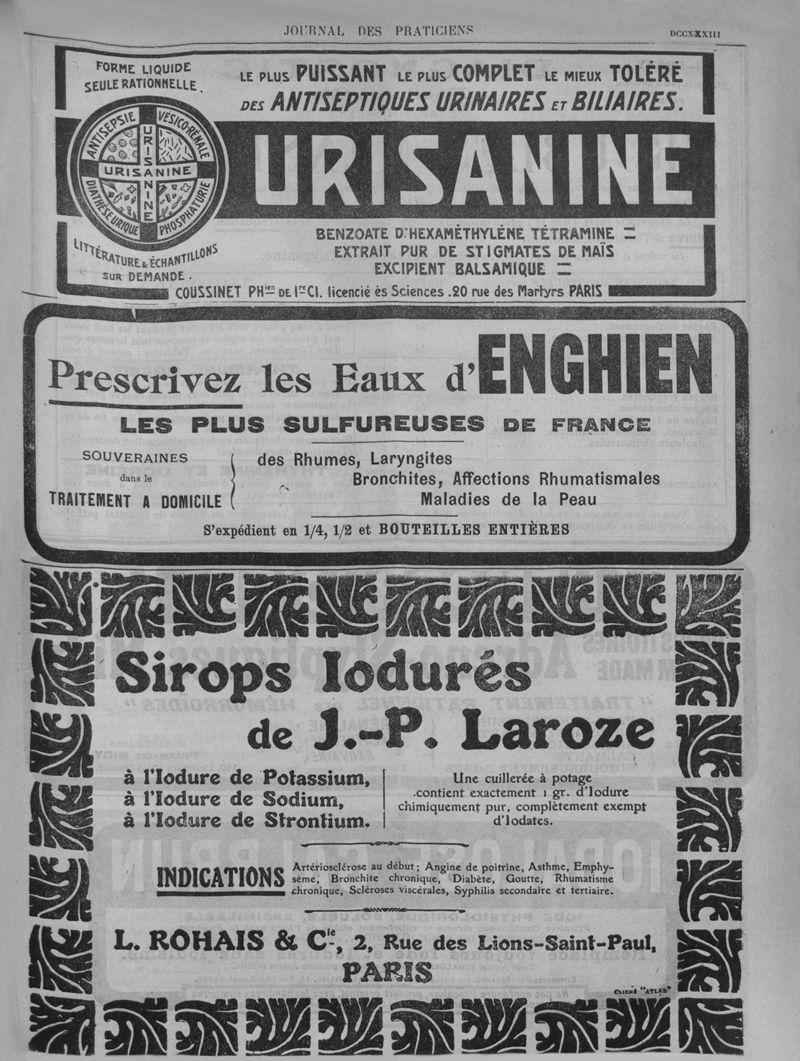 JOURNAL DES PRATICIENS
DCCXXXIII
FORME LIQUIDE
SEULE RATIONNELLE.
LE PLUS PUISSANT LE PLUS COMPLET LE MIEUX TOLÉRÉ
DES ANTISEPTIQUES URINAIRES ET BILIAIRES.
ANTISEPSIE
VESICO-RÉNALE
URISANINE
URISANINE
DIATHÈSE URIQUE
PHOSPHATURIE
URISANINE
LITTÉRATURE & ÉCHANTILLONS
SUR DEMANDE.
BENZOATE D'HEXAMÉTHYLÉNE TÉTRAMINE
EXTRAIT PUR DE STIGMATES DE MAÏS
EXCIPIENT BALSAMIQUE
COUSSINET PHien DE 1re Cl. licencié ès Sciences .20 rue des Martyrs PARIS
Prescrivez les Eaux d'ENGHIEN
LES PLUS SULFUREUSES DE FRANCE
SOUVERAINES
dans le
TRAITEMENT A DOMICILE
des Rhumes, Laryngites
Bronchites, Affections Rhumatismales
Maladies de la Peau
S'expédient en 1/4, 1/2 et BOUTEILLES ENTIÈRES
Sirops Iodurés
de J.-P. Laroze
à l'Iodure de Potassium,
à l'Iodure de Sodium,
à l'Iodure de Strontium.
Une cuillerée à potage
.contient exactement 1 gr. d'Iodure
chimiquement pur, complètement exempt
d'Iodates.
INDICATIONS
Artériosclérose au début; Angine de poitrine, Asthme, Emphy-
sème, Bronchite chronique, Diabète, Goutte, Rhumatisme
chronique, Scléroses viscérales, Syphilis secondaire et tertiaire.
L. ROHAIS & Cie, 2, Rue des Lions-Saint-Paul,
PARIS
CLICHÉ "ATLAS"